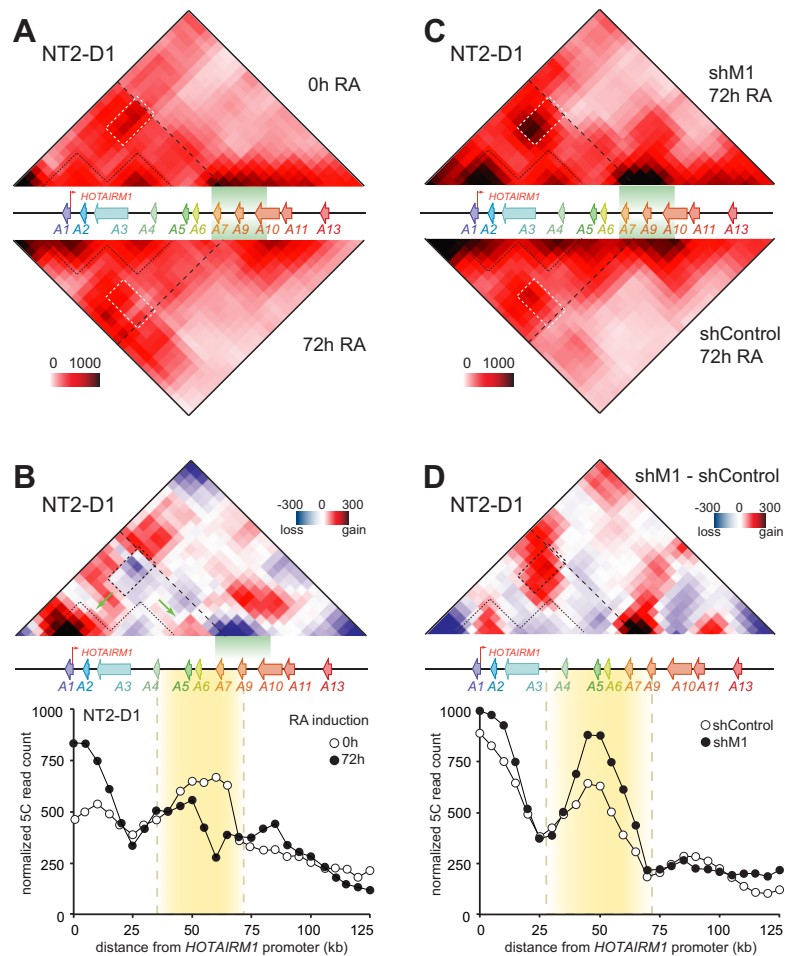 A
NT2-D1
0h RA
HOTAIRM1
A1 A2 A3 A4 A5 A6 A7 A9 A10 A11 A13
72h RA
0 1000
C
NT2-D1
shM1
72h RA
HOTAIRM1
A1 A2 A3 A4 A5 A6 A7 A9 A10 A11 A13
shControl
72h RA
0 1000
B
NT2-D1
-300 0 300
loss gain
HOTAIRM1
A1 A2 A3 A4 A5 A6 A7 A9 A10 A11 A13
NT2-D1
RA induction
0h
72h
normalized 5C read count
1000
750
500
250
0
0 25 50 75 100 125
distance from HOTAIRM1 promoter (kb)
D
shM1 - shControl
NT2-D1
-300 0 300
loss gain
HOTAIRM1
A1 A2 A3 A4 A5 A6 A7 A9 A10 A11 A13
shControl
shM1
normalized 5C read count
1000
750
500
250
0
0 25 50 75 100 125
distance from HOTAIRM1 promoter (kb)